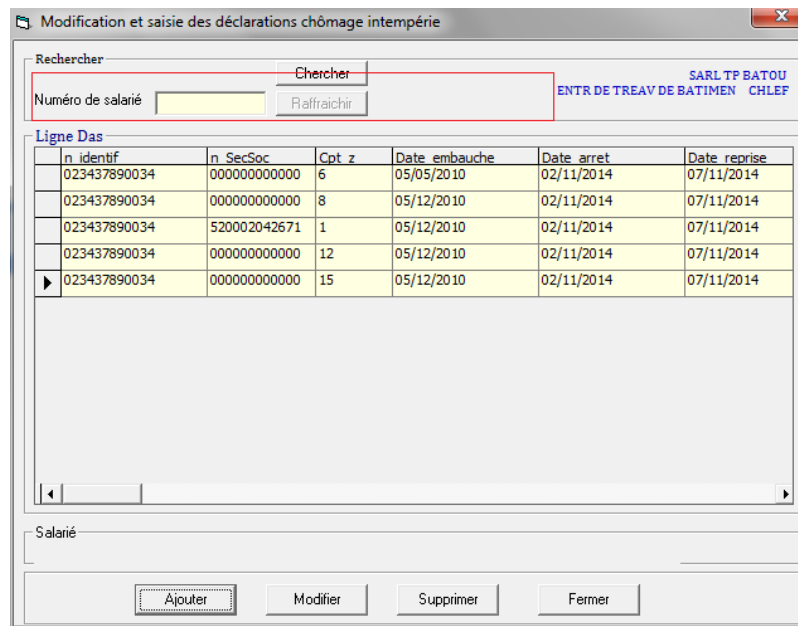 Modification et saisie des déclarations chômage intempérie
x
Rechercher
Chercher
Numéro de salarié
Raffraichir
SARL TP BATOU
ENTR DE TREAV DE BATIMEN CHLEF
Ligne Das
n_identif n_SecSoc Cpt_z Date_embauche Date_arret Date_reprise
023437890034 000000000000 6 05/05/2010 02/11/2014 07/11/2014
023437890034 000000000000 8 05/12/2010 02/11/2014 07/11/2014
023437890034 520002042671 1 05/12/2010 02/11/2014 07/11/2014
023437890034 000000000000 12 05/12/2010 02/11/2014 07/11/2014
023437890034 000000000000 15 05/12/2010 02/11/2014 07/11/2014
Salarié
Ajouter Modifier Supprimer Fermer